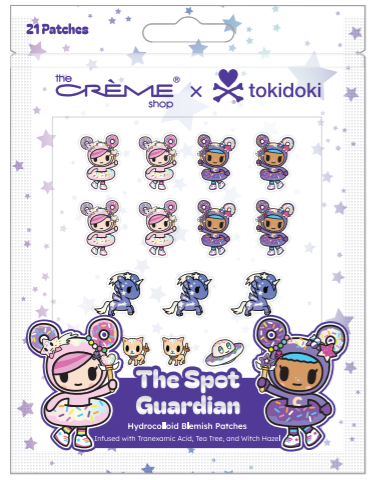 21 Patches
the
CRÈME®
shop
×
tokidoki
The Spot
Guardian
Hydrocolloid Blemish Patches
Infused with Tranexamic Acid, Tea Tree, and Witch Hazel